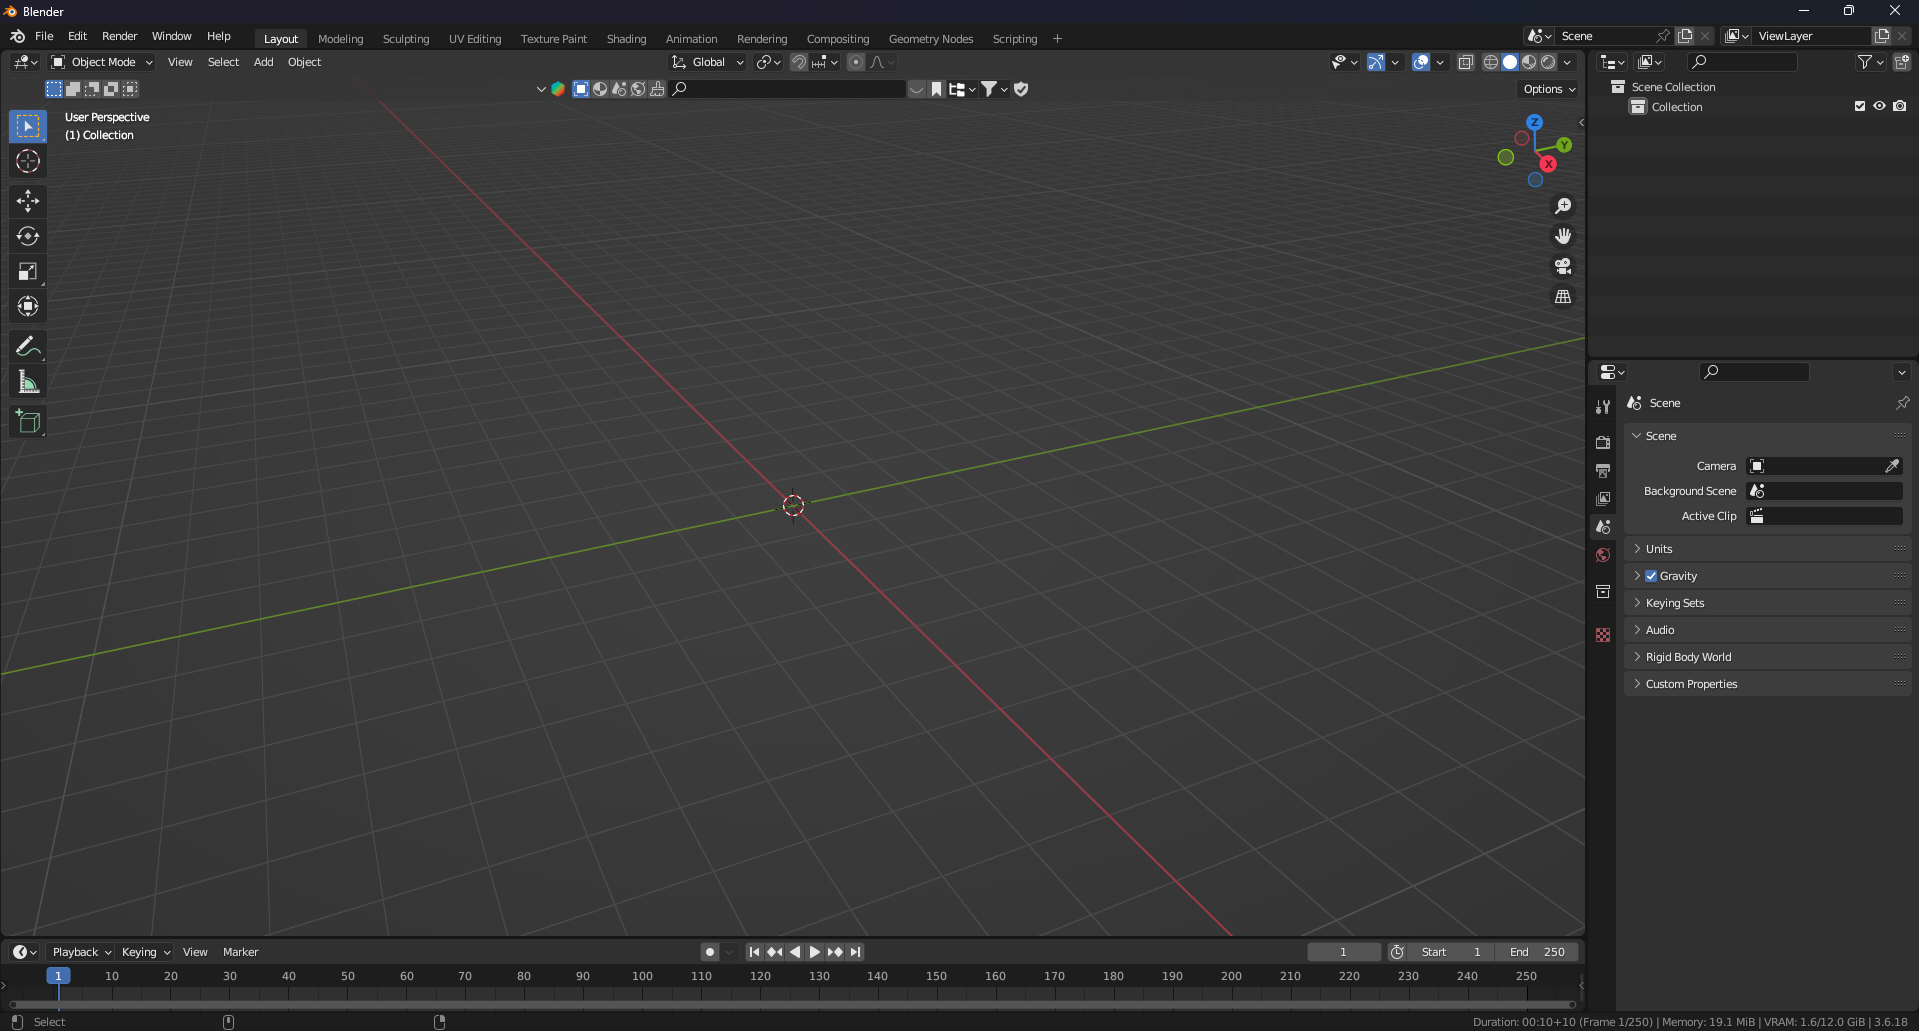 Blender
File Edit Render Window Help Layout Modeling Sculpting UV Editing Texture Paint Shading Animation Rendering Compositing Geometry Nodes Scripting + Scene ViewLayer
Object Mode View Select Add Object Global
Options
User Perspective
(1) Collection
Z
Y
X
Scene Collection
Collection
Scene
Scene
Camera
Background Scene
Active Clip
Units
Gravity
Keying Sets
Audio
Rigid Body World
Custom Properties
Playback Keying View Marker 1 Start 1 End 250
1 10 20 30 40 50 60 70 80 90 100 110 120 130 140 150 160 170 180 190 200 210 220 230 240 250
Select Duration: 00:10+10 (Frame 1/250) | Memory: 19.1 MiB | VRAM: 1.6/12.0 GiB | 3.6.18